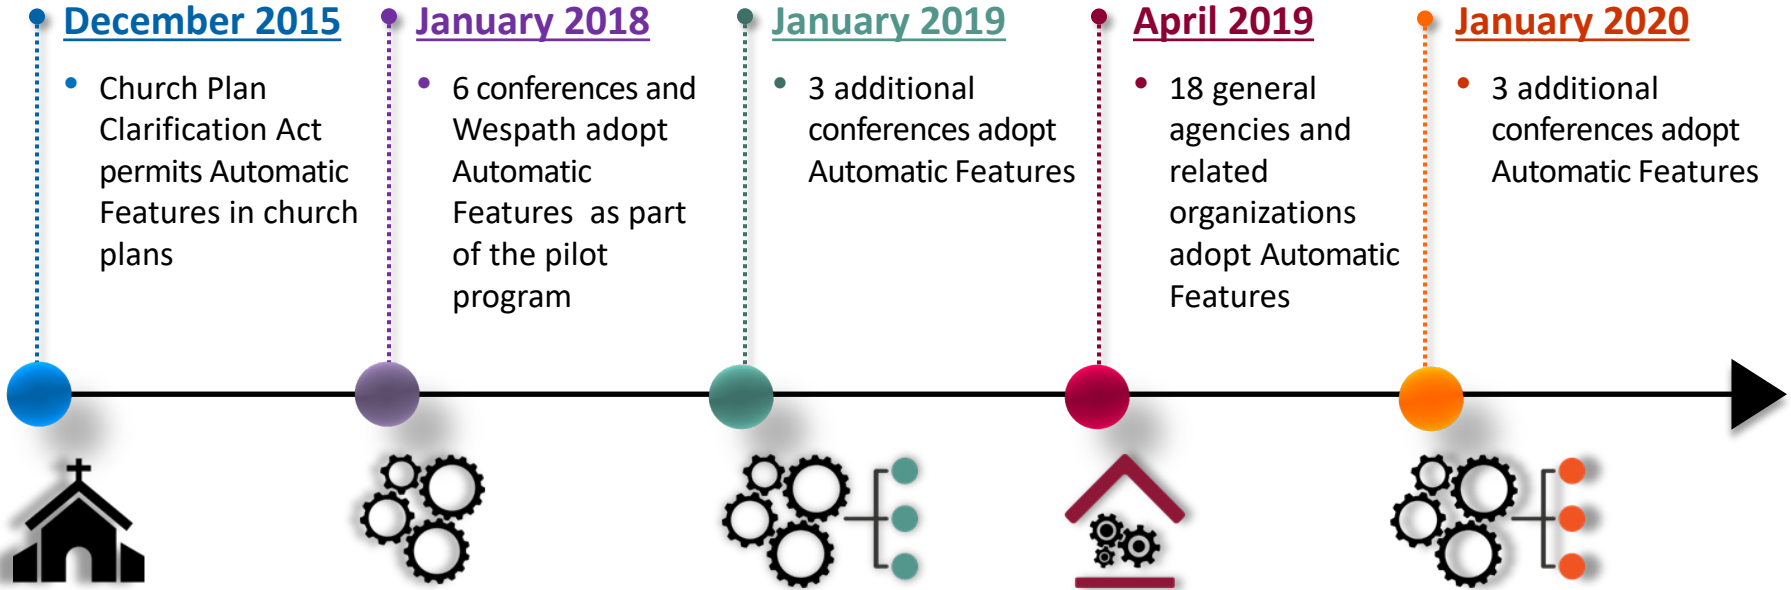 December 2015
• Church Plan
Clarification Act
permits Automatic
Features in church
plans
January 2018
• 6 conferences and
Wespath adopt
Automatic
Features as part
of the pilot
program
January 2019
• 3 additional
conferences adopt
Automatic Features
April 2019
• 18 general
agencies and
related
organizations
adopt Automatic
Features
January 2020
• 3 additional
conferences adopt
Automatic Features